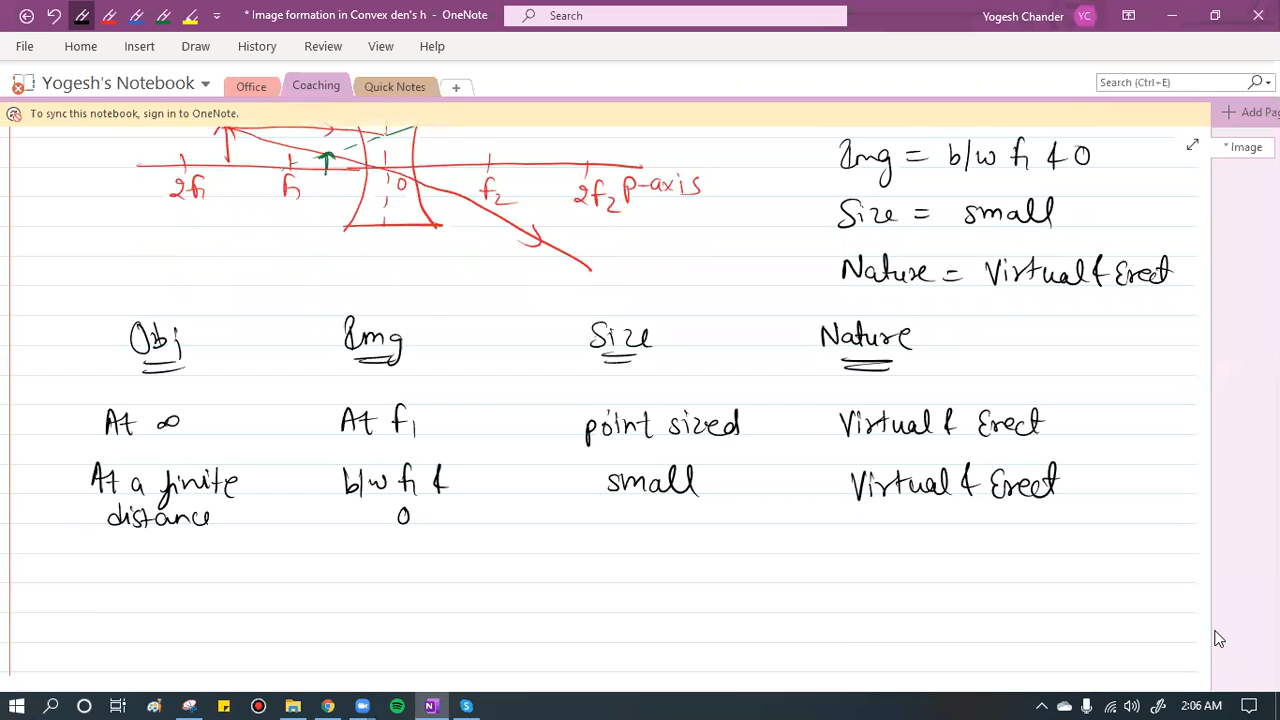 * Image formation in Convex den's h - OneNote
Search
Yogesh Chander
YC
File Home Insert Draw History Review View Help
Yogesh's Notebook
Office
Coaching
Quick Notes
Search (Ctrl+E)
To sync this notebook, sign in to OneNote.
Add Pag
* Image
2f1 f1 O f2 2f2 P-axis
Img = b/w f1 & O
Size = small
Nature = Virtual & Erect
Obj Img Size Nature
At ∞ At f1 point sized Virtual & Erect
At a finite b/w f1 & small Virtual & Erect
distance O
2:06 AM